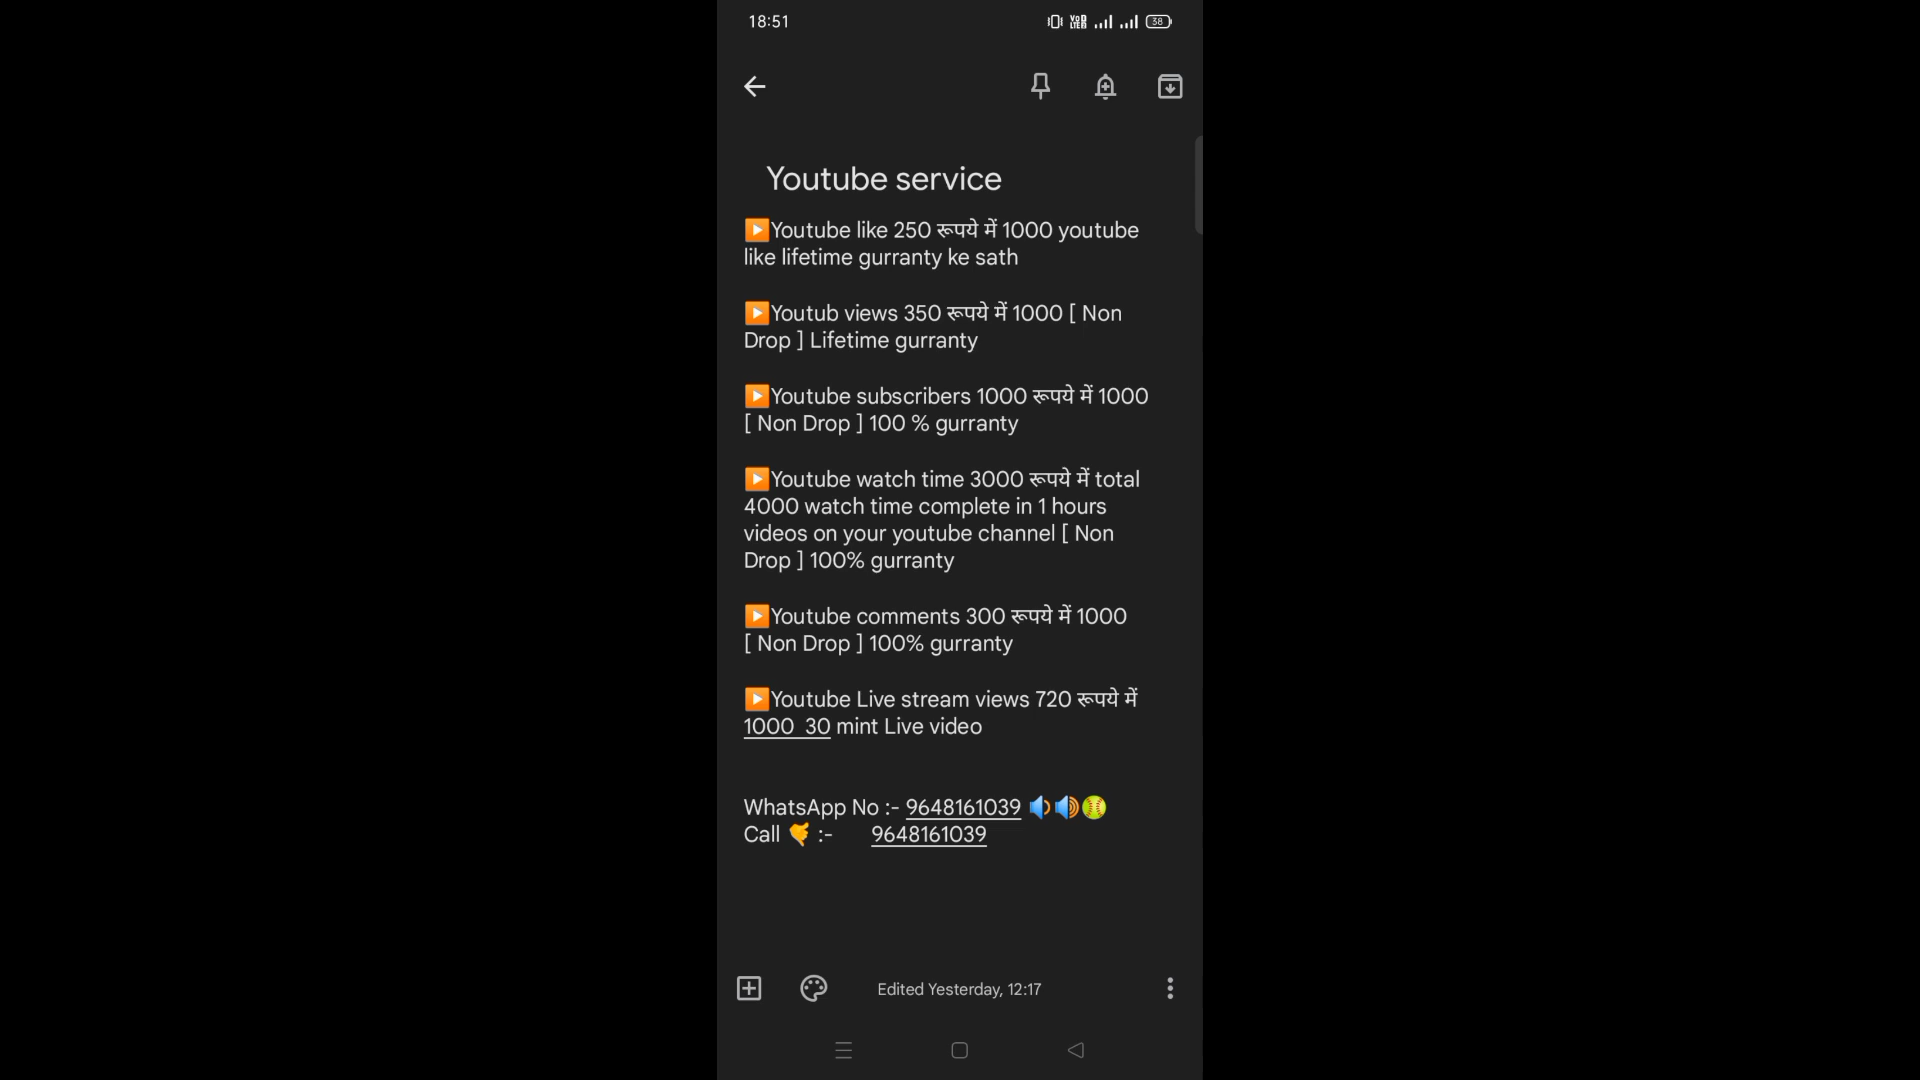 18:51
38
Youtube service
▶️Youtube like 250 रूपये में 1000 youtube
like lifetime gurranty ke sath
▶️Youtub views 350 रूपये में 1000 [ Non
Drop ] Lifetime gurranty
▶️Youtube subscribers 1000 रूपये में 1000
[ Non Drop ] 100 % gurranty
▶️Youtube watch time 3000 रूपये में total
4000 watch time complete in 1 hours
videos on your youtube channel [ Non
Drop ] 100% gurranty
▶️Youtube comments 300 रूपये में 1000
[ Non Drop ] 100% gurranty
▶️Youtube Live stream views 720 रूपये में
1000  30 mint Live video
WhatsApp No :- 9648161039 🔉🔊🥎
Call 🤙 :- 9648161039
Edited Yesterday, 12:17